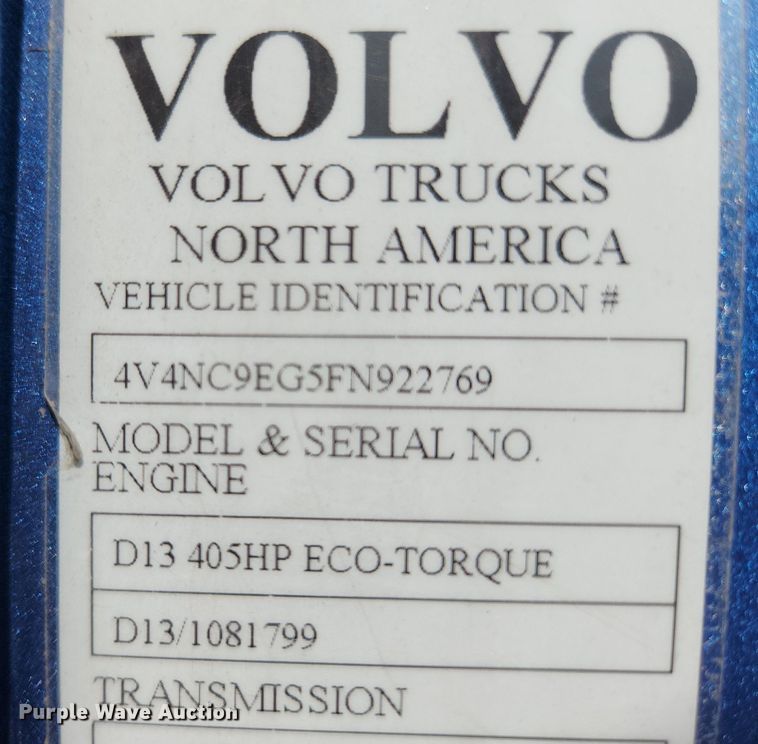 VOLVO
VOLVO TRUCKS
NORTH AMERICA
VEHICLE IDENTIFICATION #
4V4NC9EG5FN922769
MODEL & SERIAL NO.
ENGINE
D13 405HP ECO-TORQUE
D13/1081799
TRANSMISSION
Purple Wave Auction